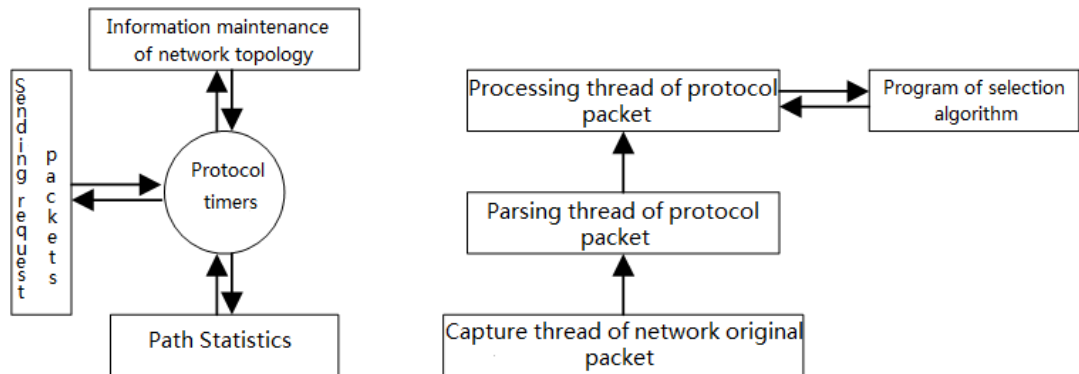 Information maintenance
of network topology
Sending request
packets
Protocol
timers
Path Statistics
Processing thread of protocol
packet
Program of selection
algorithm
Parsing thread of protocol
packet
Capture thread of network original
packet